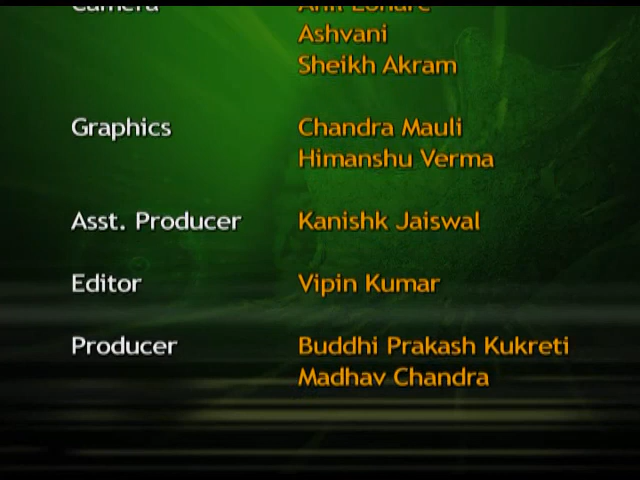 Camera
Ashvani
Sheikh Akram
Graphics Chandra Mauli
Himanshu Verma
Asst. Producer Kanishk Jaiswal
Editor Vipin Kumar
Producer Buddhi Prakash Kukreti
Madhav Chandra